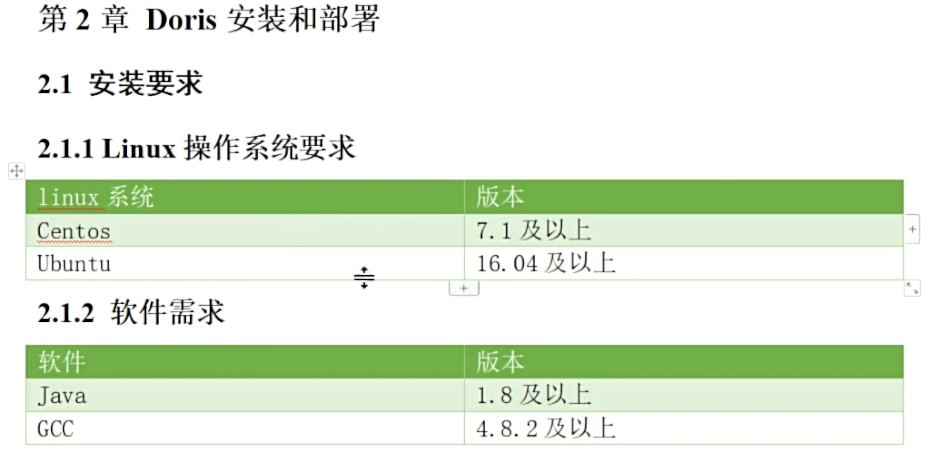 第 2 章 Doris 安装和部署
2.1 安装要求
2.1.1 Linux 操作系统要求
linux 系统 版本
Centos 7.1 及以上
Ubuntu 16.04 及以上
2.1.2 软件需求
软件 版本
Java 1.8 及以上
GCC 4.8.2 及以上